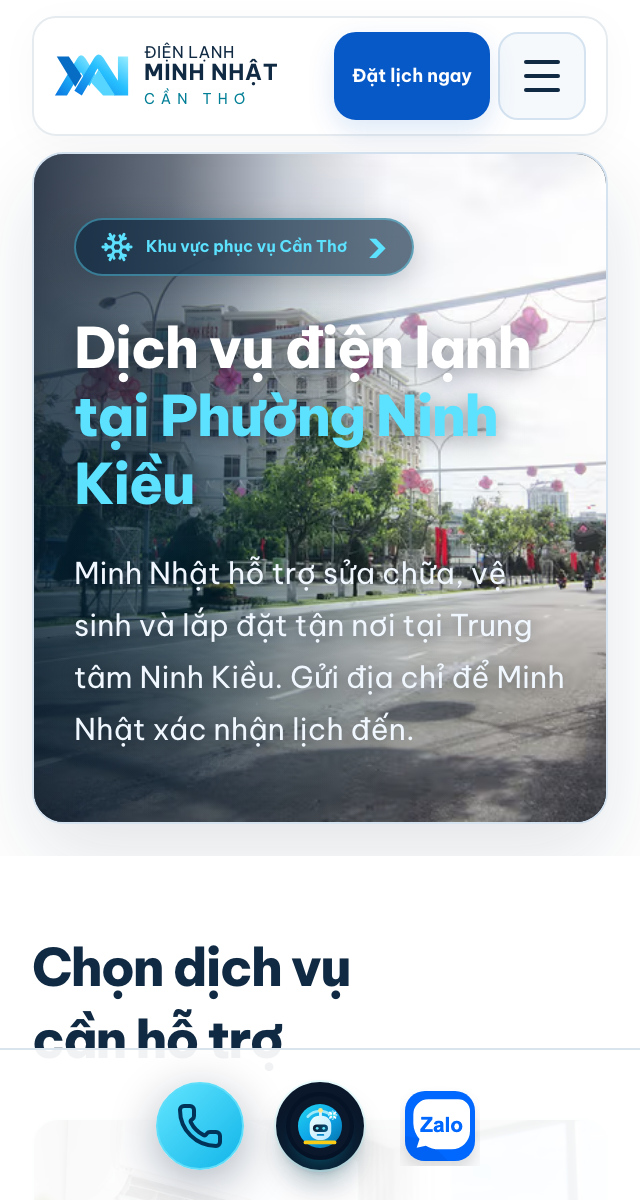 ĐIỆN LẠNH
MINH NHẬT
CẦN THƠ
Đặt lịch ngay
Khu vực phục vụ Cần Thơ
Dịch vụ điện lạnh
tại Phường Ninh
Kiều
Minh Nhật hỗ trợ sửa chữa, vệ
sinh và lắp đặt tận nơi tại Trung
tâm Ninh Kiều. Gửi địa chỉ để Minh
Nhật xác nhận lịch đến.
Chọn dịch vụ
cần hỗ trợ
Zalo